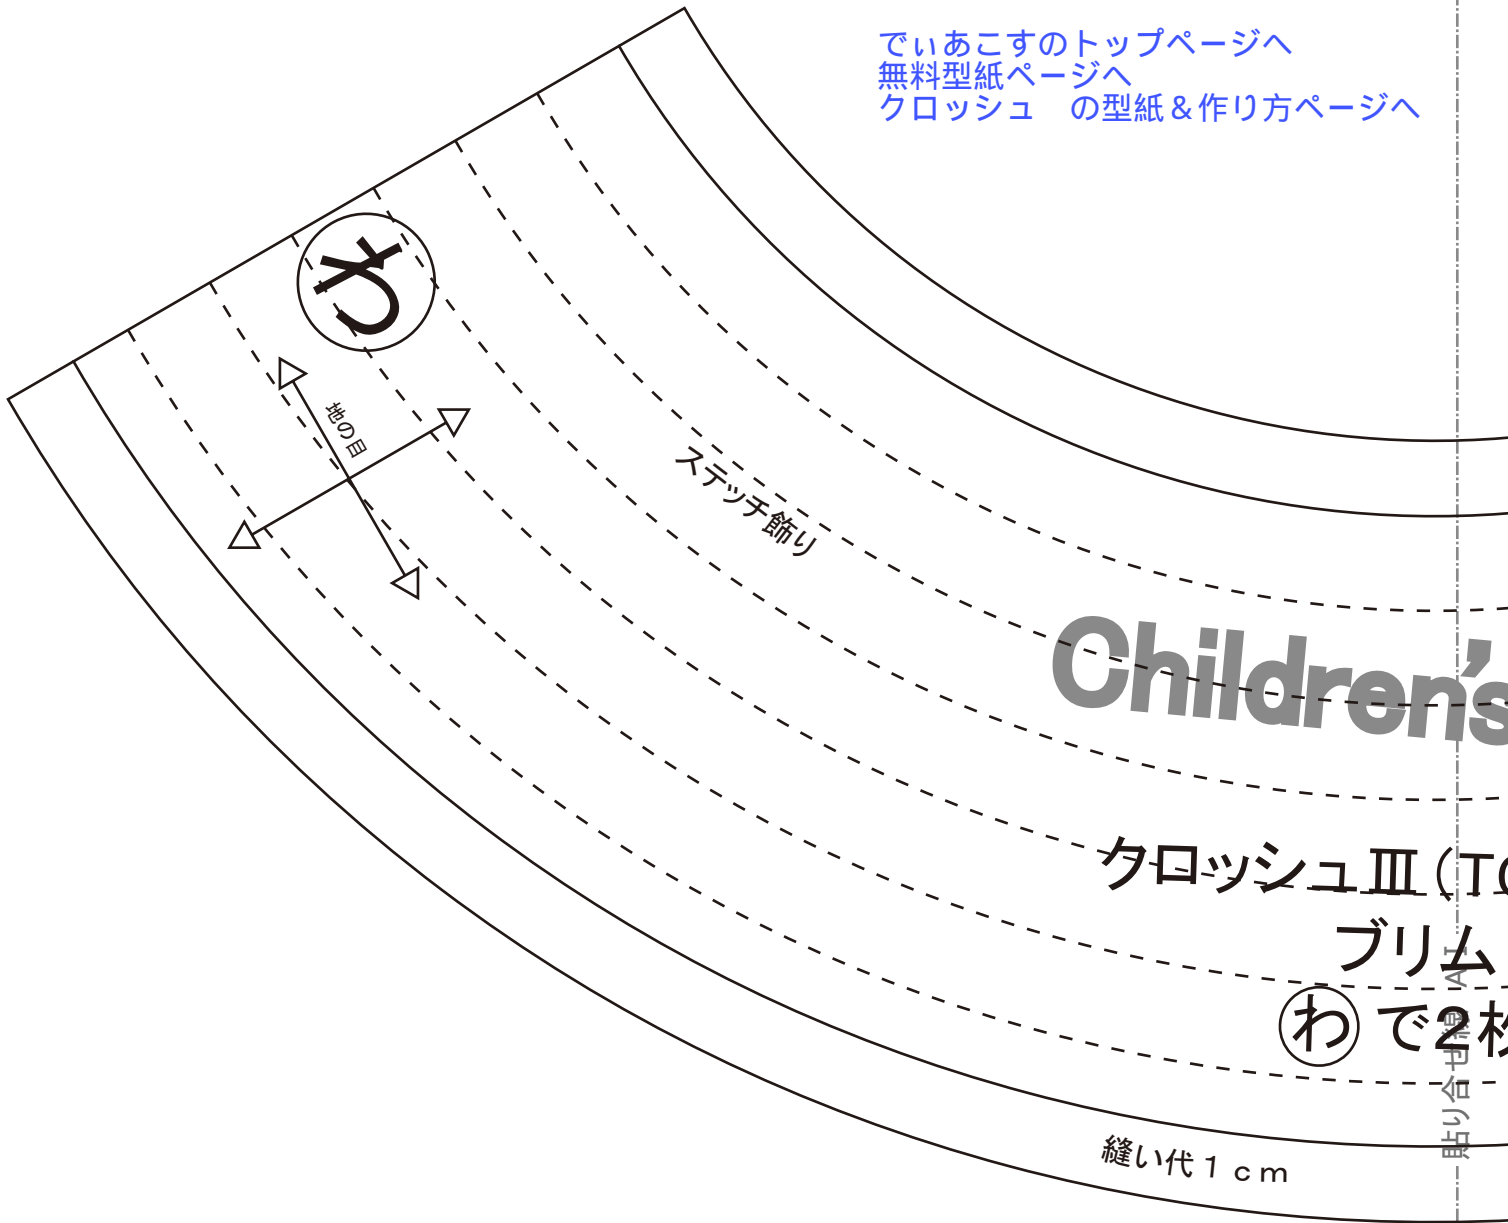 でぃあこすのトップページへ
無料型紙ページへ
クロッシュ　の型紙＆作り方ページへ
わ
地の目
ステッチ飾り
Children's
クロッシュⅢ（T
ブリム
わ で2枚
貼り合せ線 A I
縫い代１ｃｍ